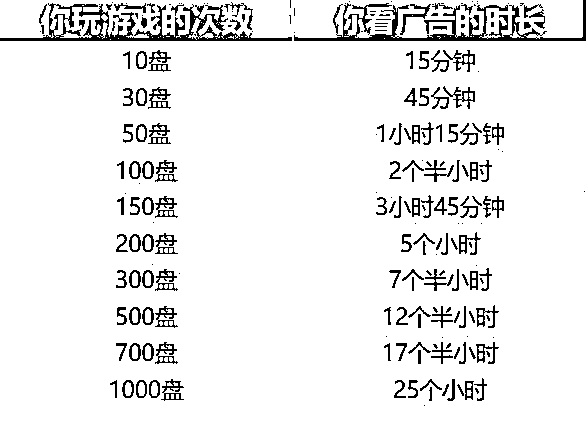 你玩游戏的次数 你看广告的时长
10盘 15分钟
30盘 45分钟
50盘 1小时15分钟
100盘 2个半小时
150盘 3小时45分钟
200盘 5个小时
300盘 7个半小时
500盘 12个半小时
700盘 17个半小时
1000盘 25个小时